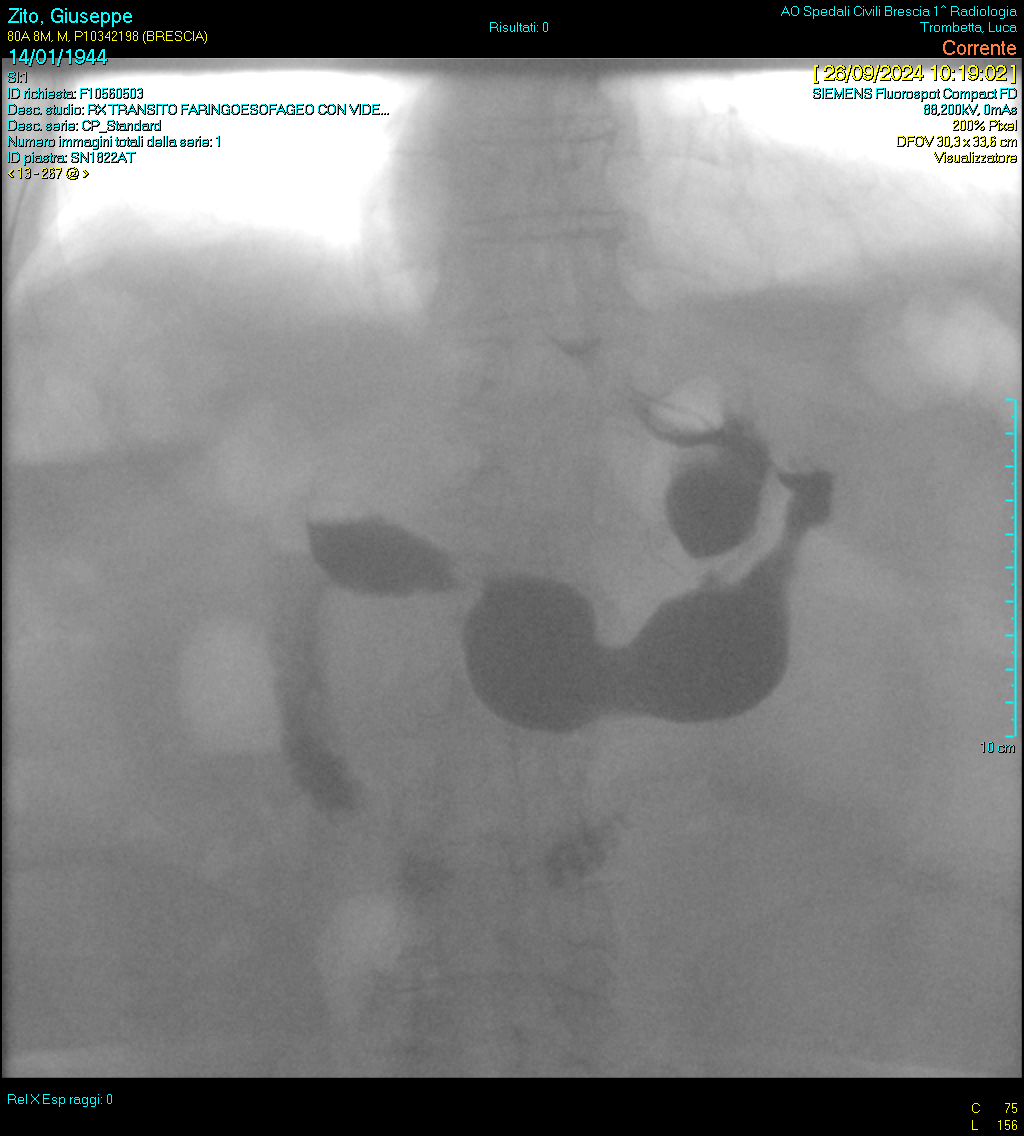 Zito, Giuseppe
80A 8M, M, P10342198 (BRESCIA)
14/01/1944
SI:1
ID richiesta: F10560503
Desc. studio: RX TRANSITO FARINGOESOFAGEO CON VIDE...
Desc. serie: CP_Standard
Numero immagini totali della serie: 1
ID piastra: SN1822AT
< 13 - 267 @ >
Risultati: 0
AO Spedali Civili Brescia 1^ Radiologia
Trombetta, Luca
Corrente
[ 26/09/2024 10:19:02 ]
SIEMENS Fluorospot Compact FD
88,200kV, 0mAs
200% Pixel
DFOV 30,3 x 33,6 cm
Visualizzatore
10 cm
Rel X Esp raggi: 0
C 75
L 156